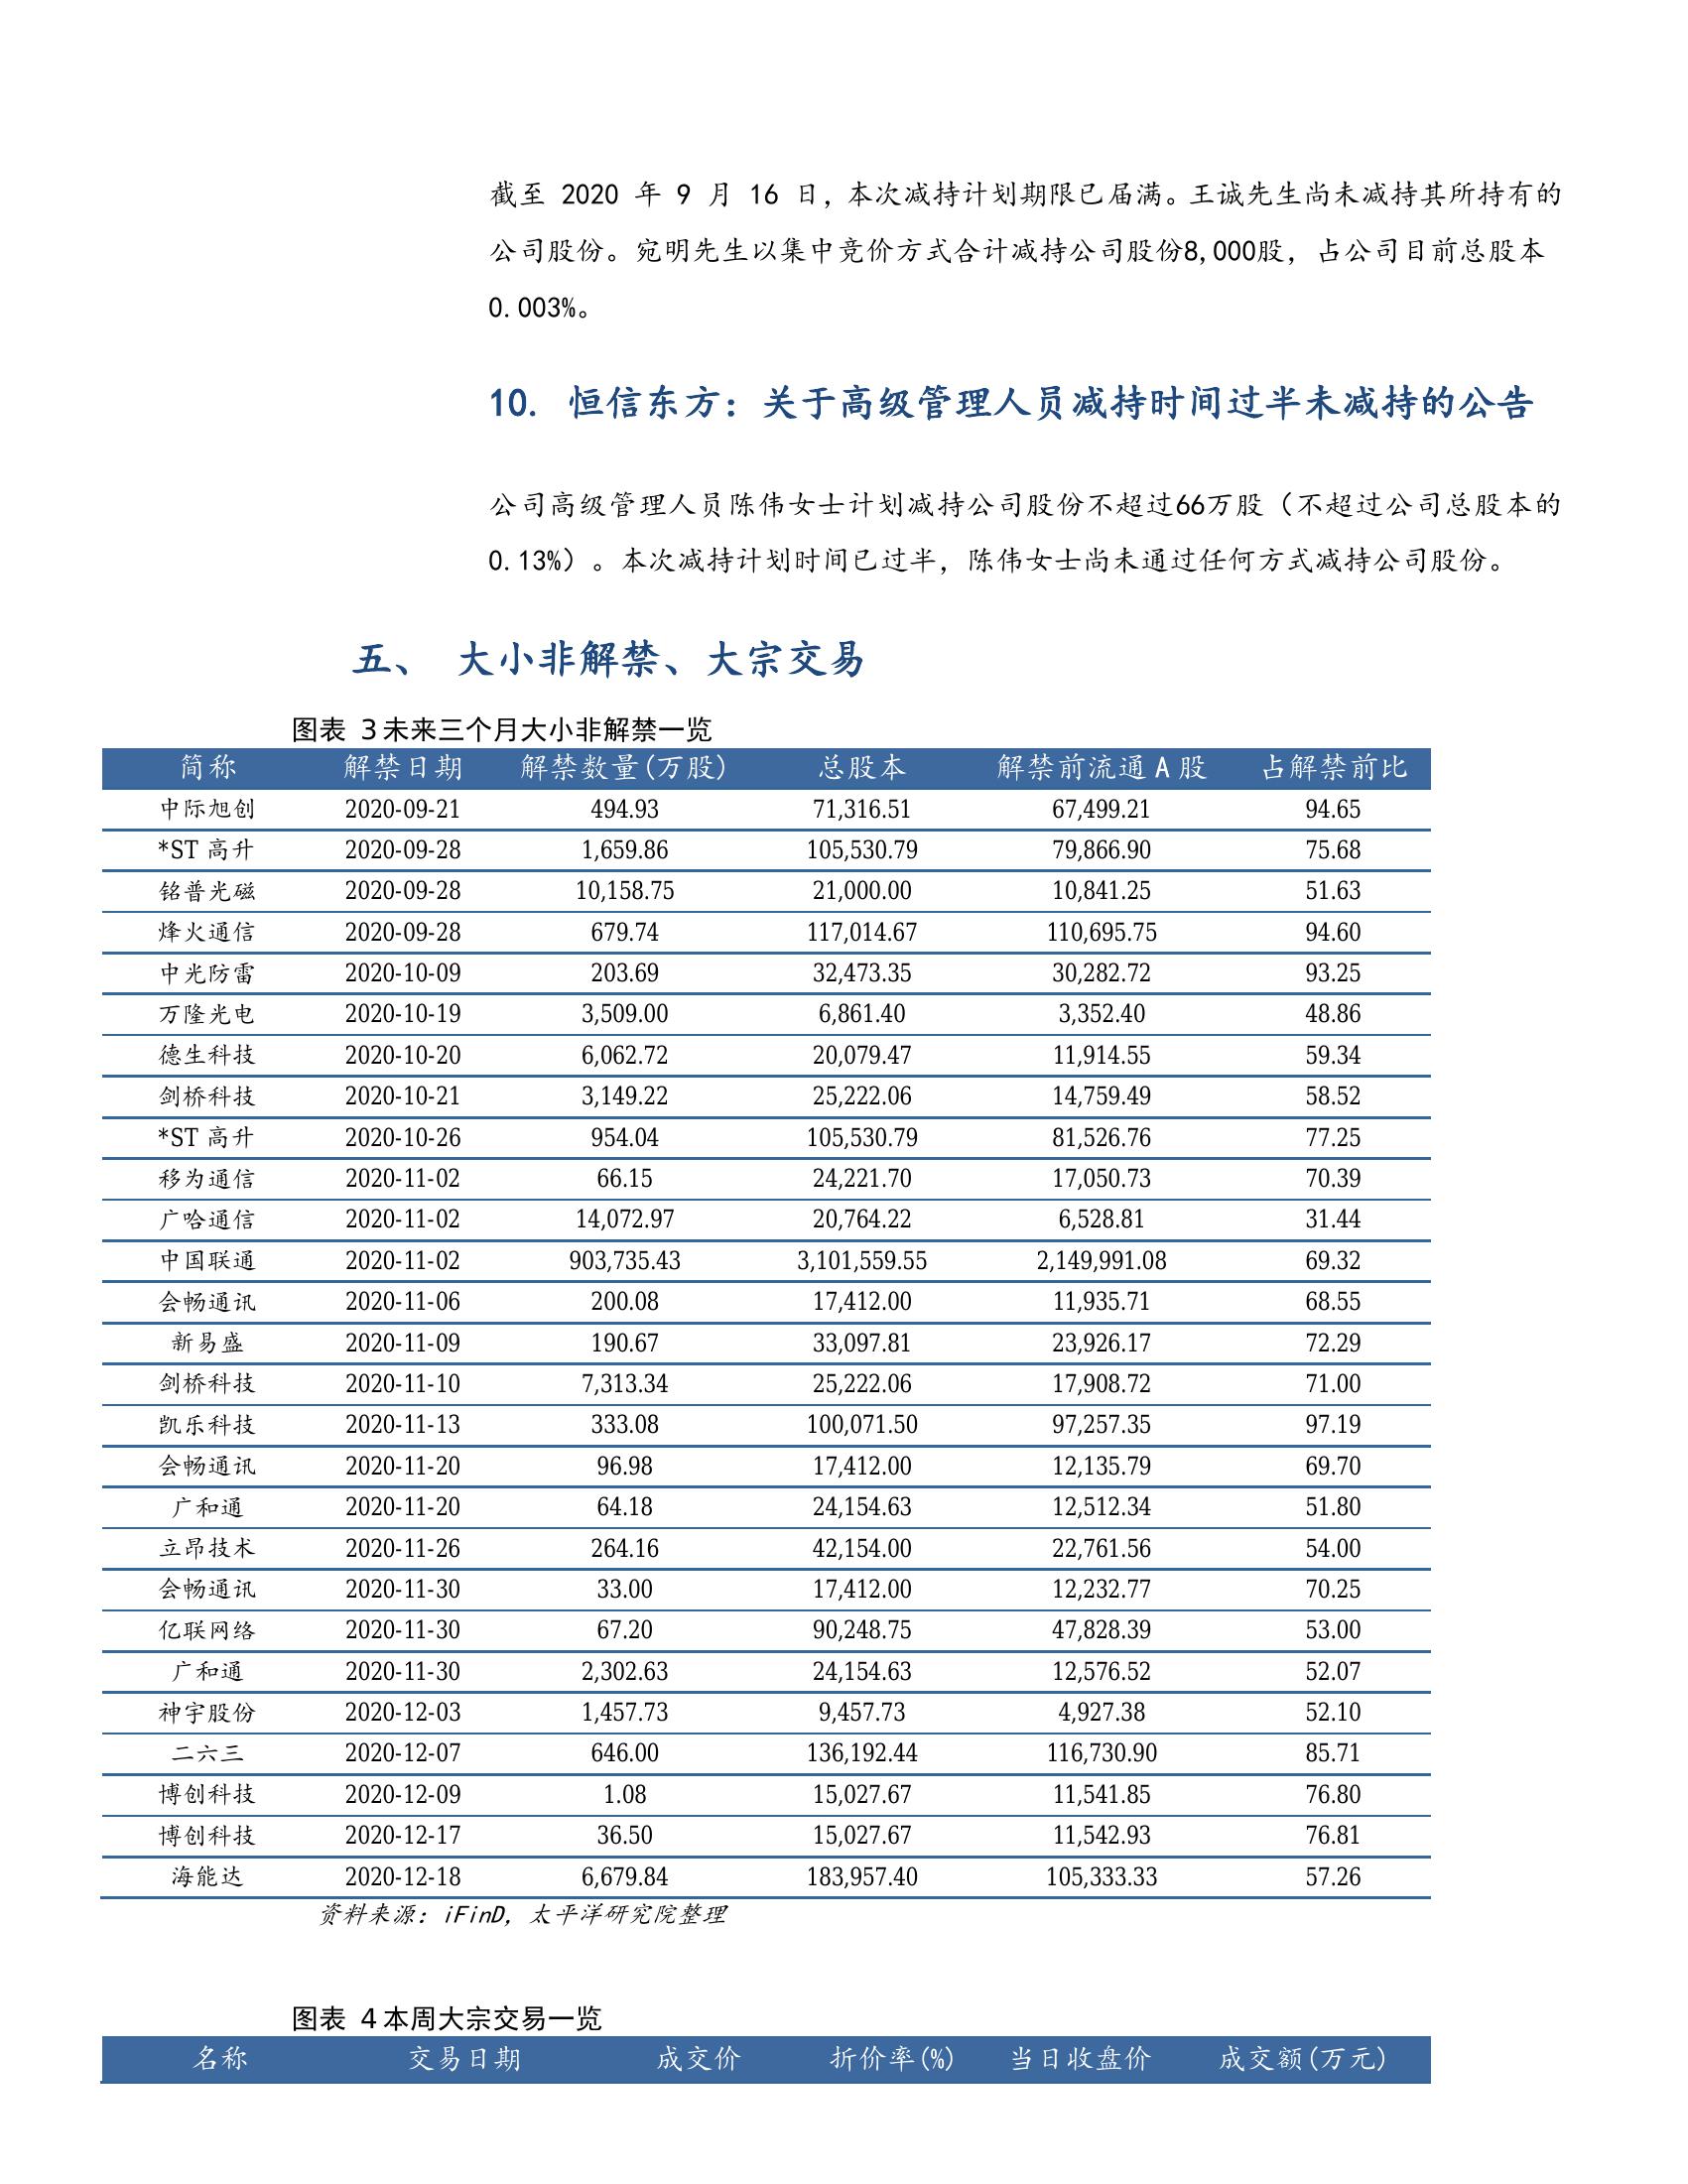 截至 2020 年 9 月 16 日，本次减持计划期限已届满。王诚先生尚未减持其所持有的
公司股份。宛明先生以集中竞价方式合计减持公司股份8,000股，占公司目前总股本
0.003%。
10. 恒信东方：关于高级管理人员减持时间过半未减持的公告
公司高级管理人员陈伟女士计划减持公司股份不超过66万股（不超过公司总股本的
0.13%）。本次减持计划时间已过半，陈伟女士尚未通过任何方式减持公司股份。
五、 大小非解禁、大宗交易
图表 3 未来三个月大小非解禁一览
简称 解禁日期 解禁数量(万股) 总股本 解禁前流通 A 股 占解禁前比
中际旭创 2020-09-21 494.93 71,316.51 67,499.21 94.65
*ST 高升 2020-09-28 1,659.86 105,530.79 79,866.90 75.68
铭普光磁 2020-09-28 10,158.75 21,000.00 10,841.25 51.63
烽火通信 2020-09-28 679.74 117,014.67 110,695.75 94.60
中光防雷 2020-10-09 203.69 32,473.35 30,282.72 93.25
万隆光电 2020-10-19 3,509.00 6,861.40 3,352.40 48.86
德生科技 2020-10-20 6,062.72 20,079.47 11,914.55 59.34
剑桥科技 2020-10-21 3,149.22 25,222.06 14,759.49 58.52
*ST 高升 2020-10-26 954.04 105,530.79 81,526.76 77.25
移为通信 2020-11-02 66.15 24,221.70 17,050.73 70.39
广哈通信 2020-11-02 14,072.97 20,764.22 6,528.81 31.44
中国联通 2020-11-02 903,735.43 3,101,559.55 2,149,991.08 69.32
会畅通讯 2020-11-06 200.08 17,412.00 11,935.71 68.55
新易盛 2020-11-09 190.67 33,097.81 23,926.17 72.29
剑桥科技 2020-11-10 7,313.34 25,222.06 17,908.72 71.00
凯乐科技 2020-11-13 333.08 100,071.50 97,257.35 97.19
会畅通讯 2020-11-20 96.98 17,412.00 12,135.79 69.70
广和通 2020-11-20 64.18 24,154.63 12,512.34 51.80
立昂技术 2020-11-26 264.16 42,154.00 22,761.56 54.00
会畅通讯 2020-11-30 33.00 17,412.00 12,232.77 70.25
亿联网络 2020-11-30 67.20 90,248.75 47,828.39 53.00
广和通 2020-11-30 2,302.63 24,154.63 12,576.52 52.07
神宇股份 2020-12-03 1,457.73 9,457.73 4,927.38 52.10
二六三 2020-12-07 646.00 136,192.44 116,730.90 85.71
博创科技 2020-12-09 1.08 15,027.67 11,541.85 76.80
博创科技 2020-12-17 36.50 15,027.67 11,542.93 76.81
海能达 2020-12-18 6,679.84 183,957.40 105,333.33 57.26
资料来源：iFinD，太平洋研究院整理
图表 4 本周大宗交易一览
名称 交易日期 成交价 折价率(%) 当日收盘价 成交额(万元)